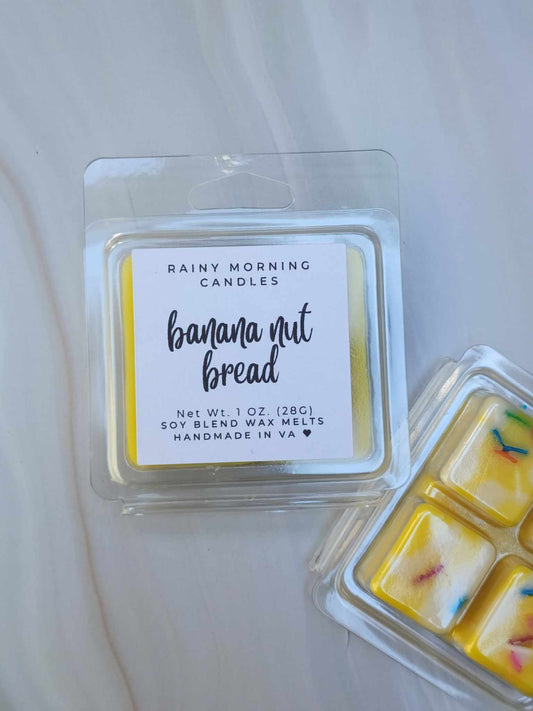 RAINY MORNING
CANDLES
banana nut
bread
Net Wt. 1 OZ. (28G)
SOY BLEND WAX MELTS
HANDMADE IN VA ♥